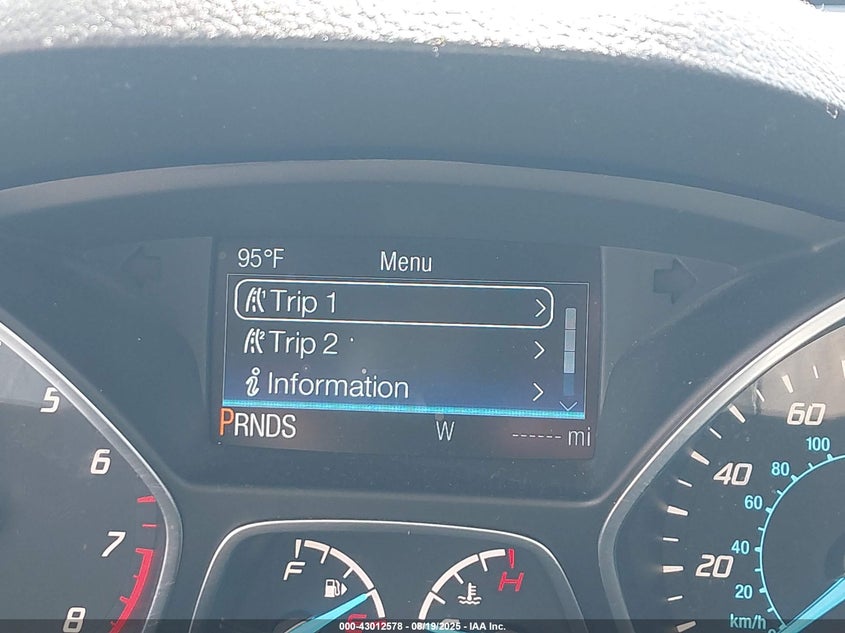 95°F Menu
Trip 1
Trip 2
Information
PRNDS W ------ mi
5
6
7
8
F
H
60
40
20
100
80
60
40
20
km/h
000-43012578 - 08/19/2025 - IAA Inc.